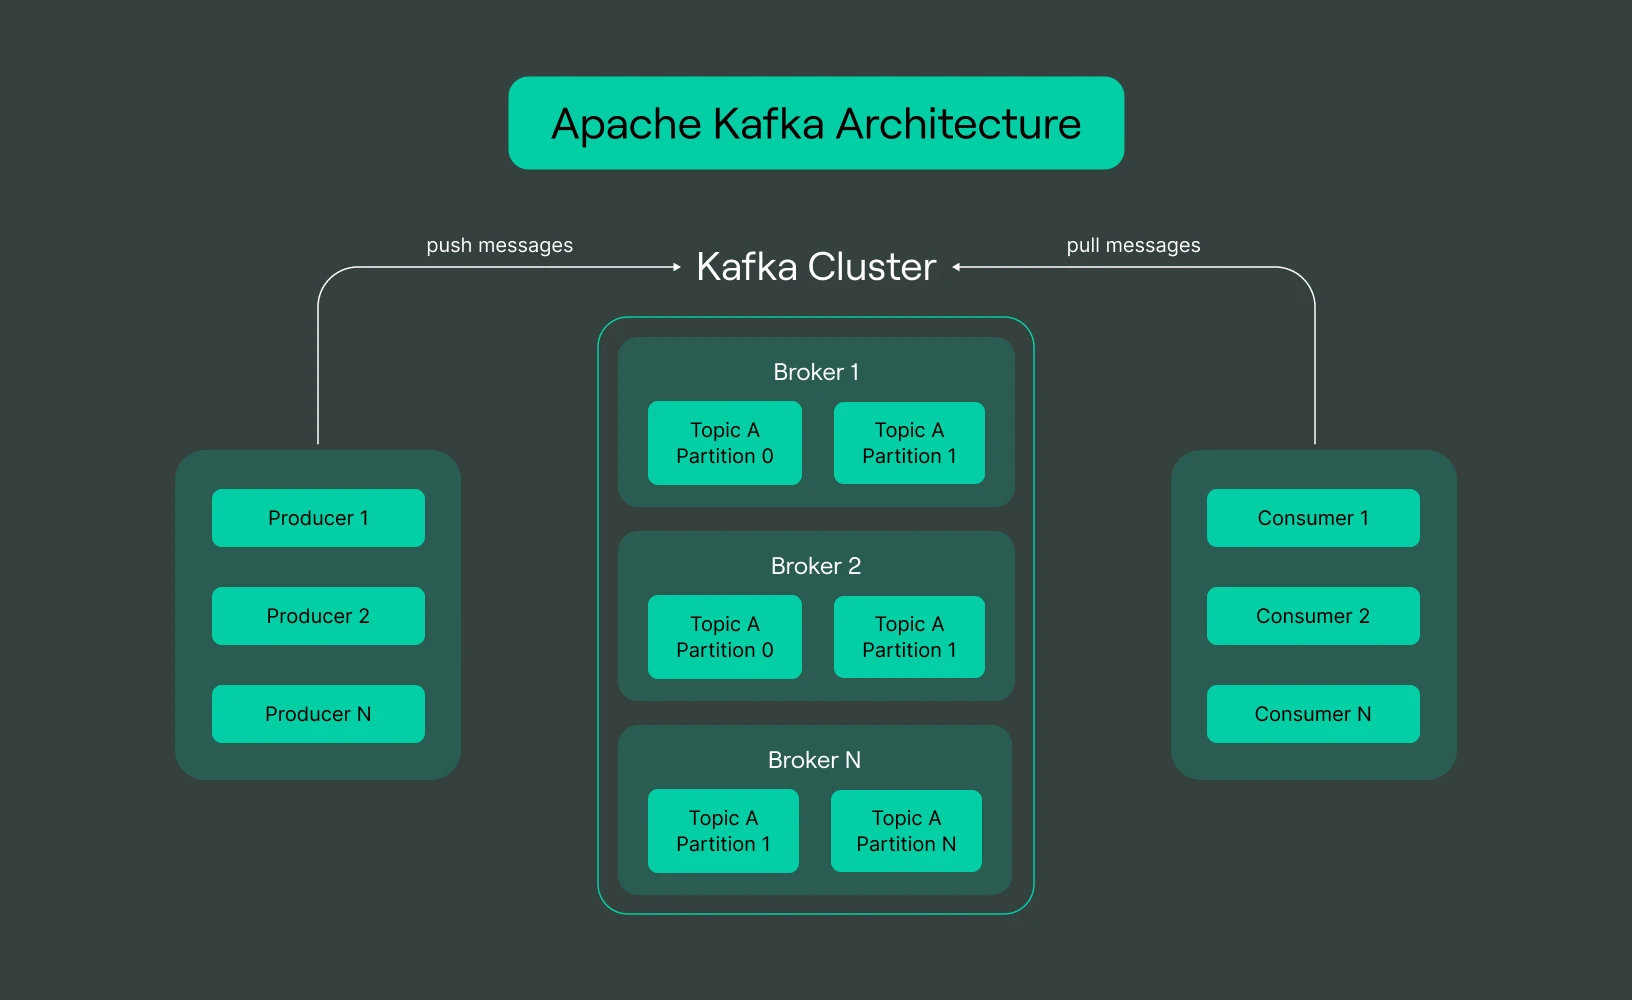 Apache Kafka Architecture
push messages
Kafka Cluster
pull messages
Producer 1
Producer 2
Producer N
Broker 1
Topic A
Partition 0
Topic A
Partition 1
Broker 2
Topic A
Partition 0
Topic A
Partition 1
Broker N
Topic A
Partition 1
Topic A
Partition N
Consumer 1
Consumer 2
Consumer N